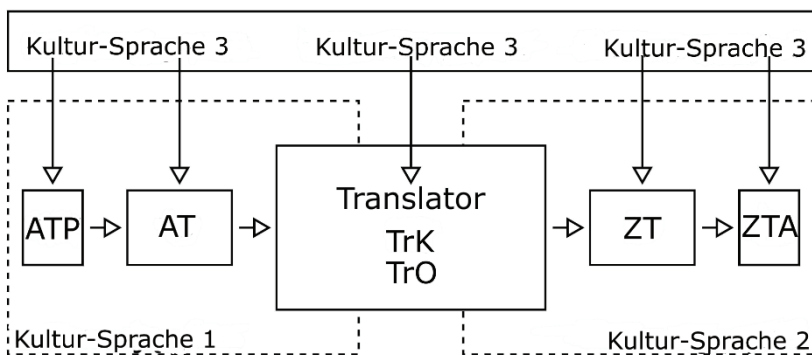 Kultur-Sprache 3 Kultur-Sprache 3 Kultur-Sprache 3
Translator
ATP AT TrK ZT ZTA
TrO
Kultur-Sprache 1 Kultur-Sprache 2